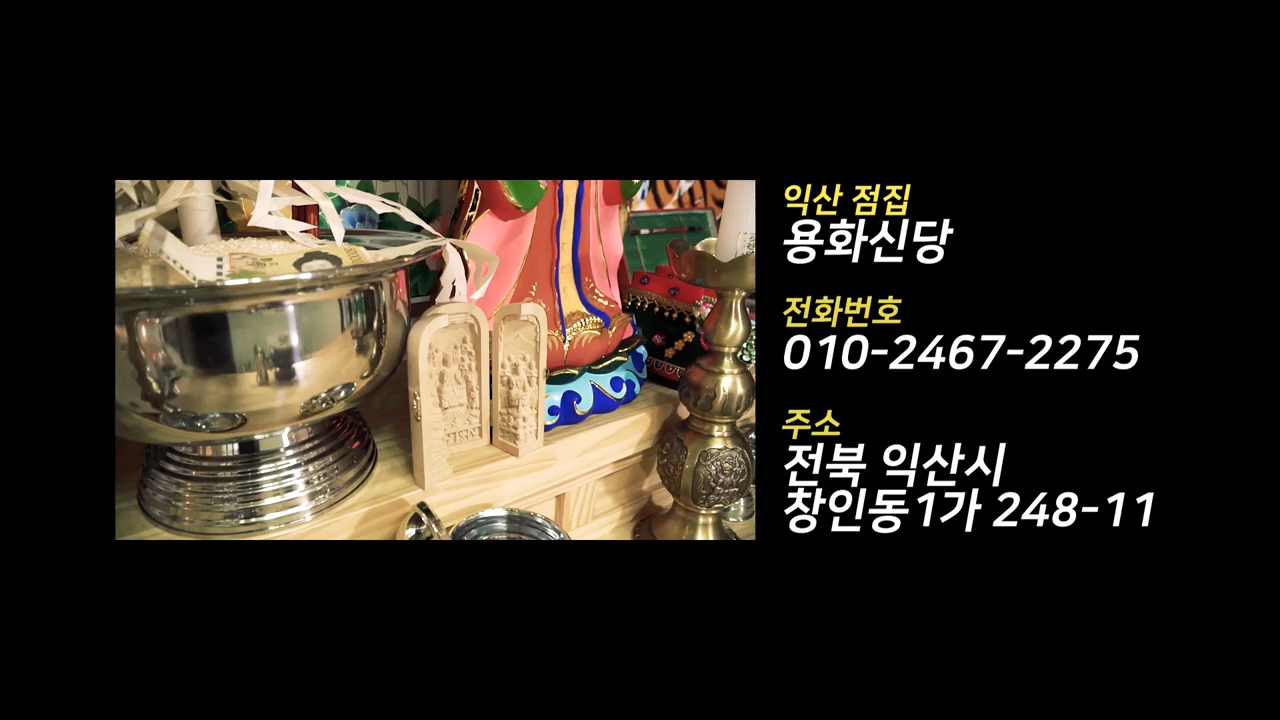 익산 점집
용화신당
전화번호
010-2467-2275
주소
전북 익산시
창인동1가 248-11